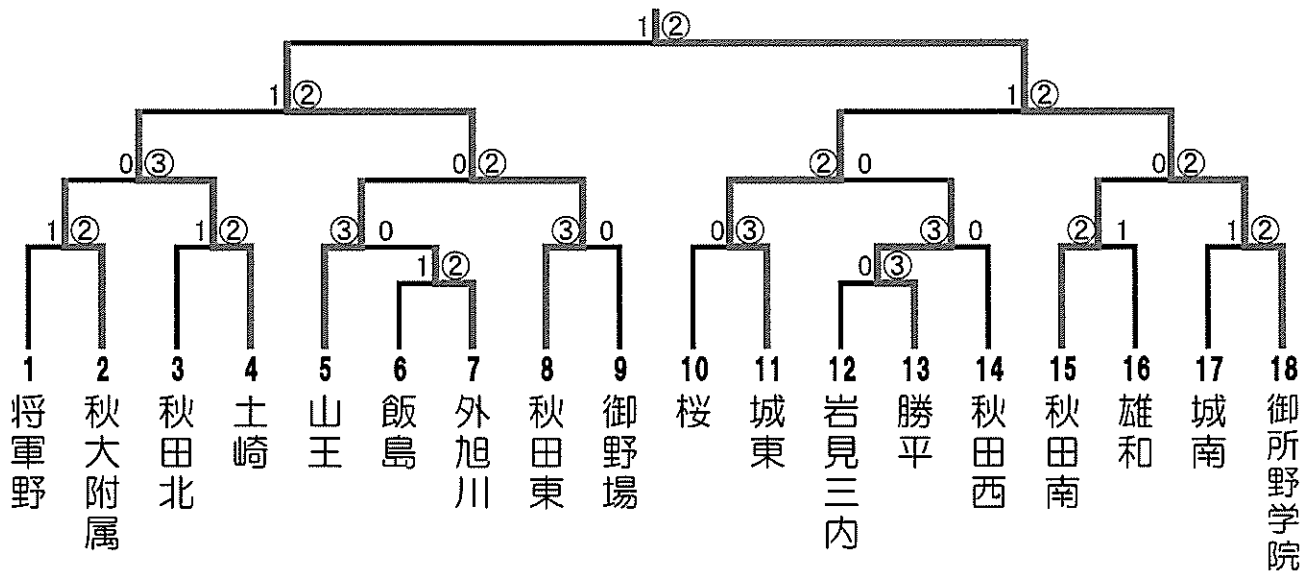 1 ②
1 ② 1 ②
0 ③ 0 ② ② 0 0 ②
1 ② 1 ② ③ 0 ③ 0 0 ③ ③ 0 ② 1 1 ②
1 ② 0 ③
1 2 3 4 5 6 7 8 9 10 11 12 13 14 15 16 17 18
将軍野
秋大附属
秋田北
土崎
山王
飯島
外旭川
秋田東
御野場
桜
城東
岩見三内
勝平
秋田西
秋田南
雄和
城南
御所野学院